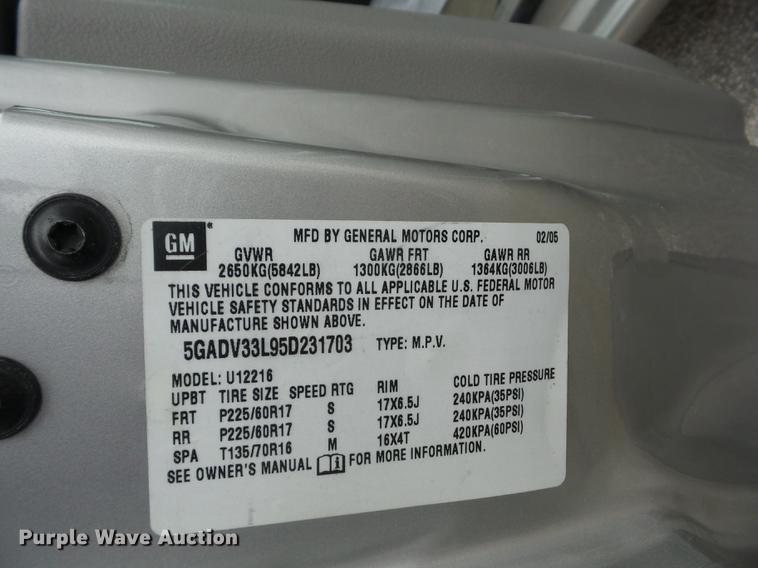 GM ® MFD BY GENERAL MOTORS CORP. 02/05
GVWR GAWR FRT GAWR RR
2650KG(5842LB) 1300KG(2866LB) 1364KG(3006LB)
THIS VEHICLE CONFORMS TO ALL APPLICABLE U.S. FEDERAL MOTOR
VEHICLE SAFETY STANDARDS IN EFFECT ON THE DATE OF
MANUFACTURE SHOWN ABOVE.
5GADV33L95D231703 TYPE: M.P.V.
MODEL: U12216
UPBT TIRE SIZE SPEED RTG RIM COLD TIRE PRESSURE
FRT P225/60R17 S 17X6.5J 240KPA(35PSI)
RR P225/60R17 S 17X6.5J 240KPA(35PSI)
SPA T135/70R16 M 16X4T 420KPA(60PSI)
SEE OWNER'S MANUAL FOR MORE INFORMATION.
Purple Wave Auction